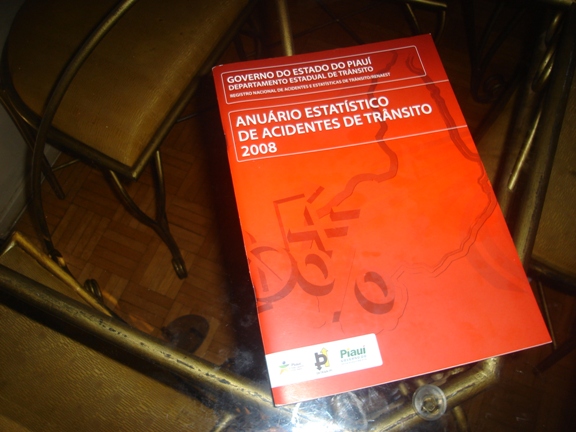 GOVERNO DO ESTADO DO PIAUÍ
DEPARTAMENTO ESTADUAL DE TRÂNSITO
REGISTRO NACIONAL DE ACIDENTES E ESTATÍSTICAS DE TRÂNSITO/RENAEST
ANUÁRIO ESTATÍSTICO
DE ACIDENTES DE TRÂNSITO
2008
Piauí